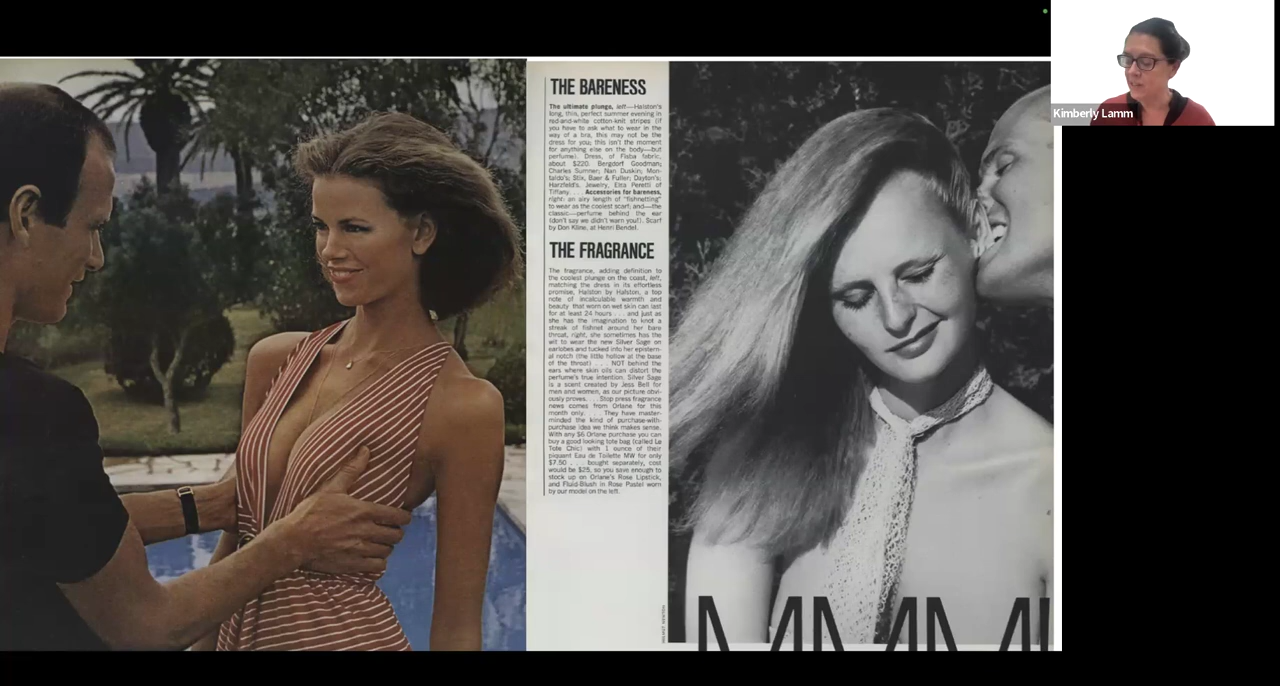 THE BARENESS
The ultimate plunge, left—Halston's
long, thin, perfect summer evening in
red-and-white cotton-knit stripes (if
you have to ask what to wear in the
way of a bra, this may not be the
dress for you; this isn't the moment
for anything else on the body—but
perfume). Dress, of Fisba fabric,
about $220. Bergdorf Goodman;
Charles Sumner; Nan Duskin; Mon-
taldo's; Stix, Baer & Fuller; Dayton's;
Harzfeld's. Jewelry, Elsa Peretti of
Tiffany. . . . Accessories for bareness,
right: an airy length of "fishnetting"
to wear as the coolest scarf; and—the
classic—perfume behind the ear
(don't say we didn't warn you!). Scarf
by Don Kline, at Henri Bendel.
THE FRAGRANCE
The fragrance, adding definition to
the coolest plunge on the coast, left,
matching the dress in its effortless
promise, Halston by Halston, a top
note of incalculable warmth and
beauty that worn on wet skin can last
for at least 24 hours . . . and just as
she has the imagination to knot a
streak of fishnet around her bare
throat, right, she sometimes has the
wit to wear the new Silver Sage on
earlobes and tucked into her epistern-
al notch (the little hollow at the base
of the throat) . . . NOT behind the
ears where skin oils can distort the
perfume's true intention. Silver Sage
is a scent created by Jess Bell for
men and women, as our picture obvi-
ously proves. . . . Stop press fragrance
news comes from Orlane for this
month only. . . . They have master-
minded the kind of purchase-with-
purchase idea we think makes sense.
With any $6 Orlane purchase you can
buy a good looking tote bag (called Le
Tote Chic) with 1 ounce of their
piquant Eau de Toilette MW for only
$7.50 . . . bought separately, cost
would be $25, so you save enough to
stock up on Orlane's Rose Lipstick,
and Fluid-Blush in Rose Pastel worn
by our model on the left.
HELMUT NEWTON
MMM
Kimberly Lamm